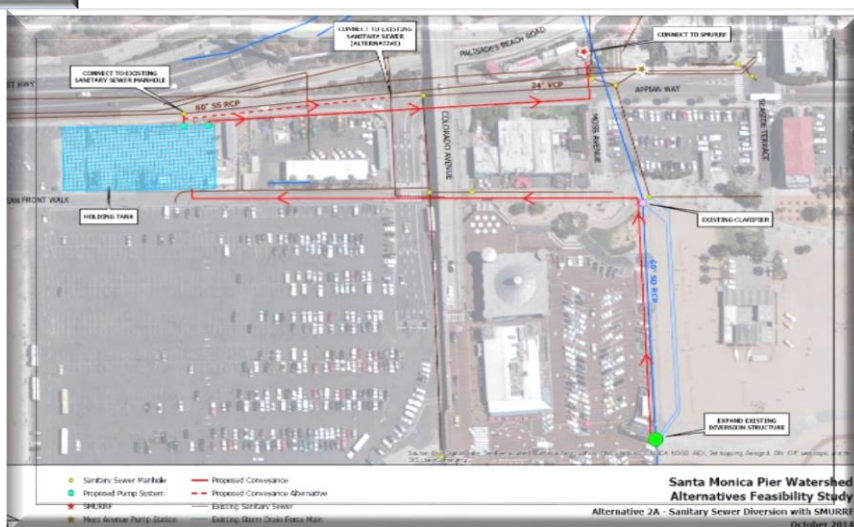 CONNECT TO EXISTING
SANITARY SEWER
(ALTERNATIVE)
PALISADES BEACH ROAD
CONNECT TO SMURRF
CONNECT TO EXISTING
SANITARY SEWER MANHOLE
HWY
60" SS RCP
24" VCP
APPIAN WAY
COLORADO AVENUE
MOSS AVENUE
SEASIDE TERRACE
FRONT WALK
HOLDING TANK
EXISTING CLARIFIER
60" SD RCP
EXPAND EXISTING
DIVERSION STRUCTURE
Sanitary Sewer Manhole
Proposed Pump System
SMURRF
Moss Avenue Pump Station
Proposed Conveyance
Proposed Conveyance Alternative
Existing Sanitary Sewer
Existing Storm Drain Force Main
Santa Monica Pier Watershed
Alternatives Feasibility Study
Alternative 2A - Sanitary Sewer Diversion with SMURRF
October